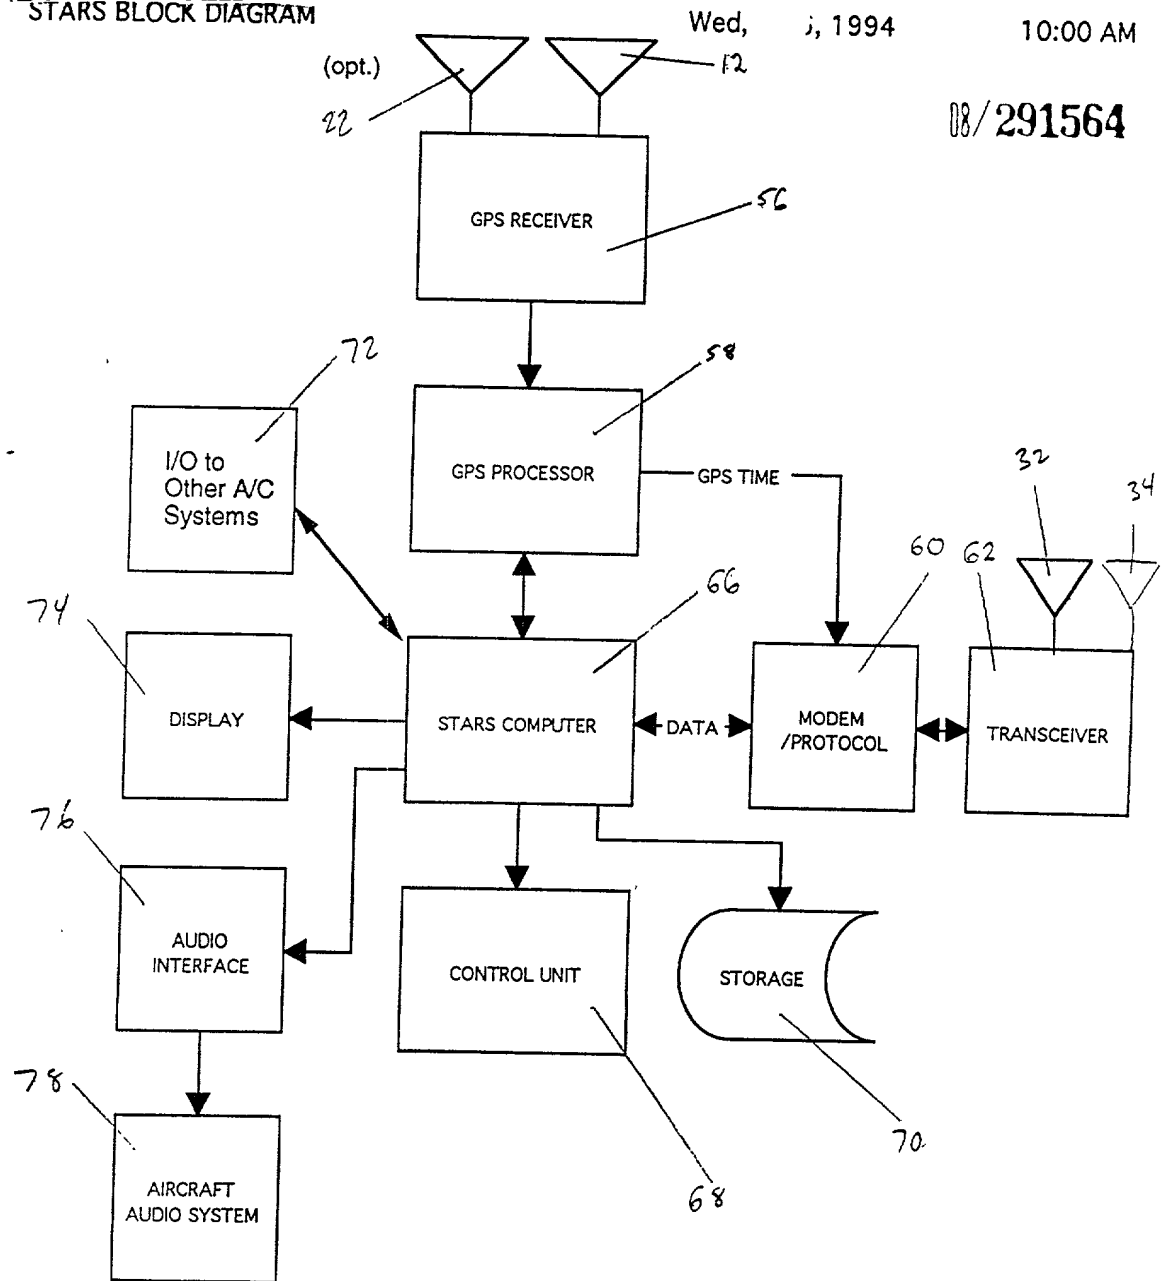 STARS BLOCK DIAGRAM
Wed, 5, 1994 10:00 AM
(opt.)
12
22
08/291564
GPS RECEIVER
56
72
58
I/O to
Other A/C
Systems
GPS PROCESSOR
GPS TIME
32
34
60
62
66
74
DISPLAY
STARS COMPUTER
DATA
MODEM
/PROTOCOL
TRANSCEIVER
76
AUDIO
INTERFACE
CONTROL UNIT
STORAGE
78
70
68
AIRCRAFT
AUDIO SYSTEM